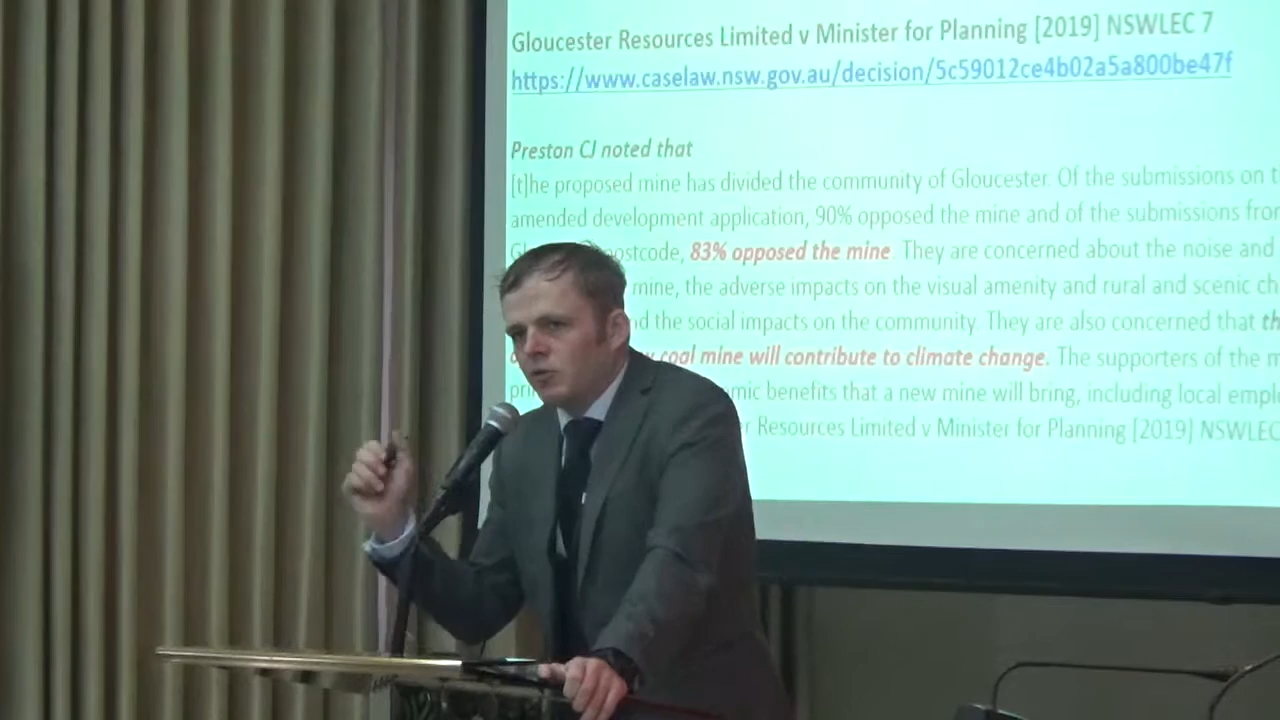 Gloucester Resources Limited v Minister for Planning [2019] NSWLEC 7
https://www.caselaw.nsw.gov.au/decision/5c59012ce4b02a5a800be47f
Preston CJ noted that
[t]he proposed mine has divided the community of Gloucester. Of the submissions on
amended development application, 90% opposed the mine and of the submissions
postcode, 83% opposed the mine. They are concerned about the noise and
mine, the adverse impacts on the visual amenity and rural and scenic
the social impacts on the community. They are also concerned that
coal mine will contribute to climate change. The supporters of the
benefits that a new mine will bring, including local
Resources Limited v Minister for Planning [2019] NSWLEC